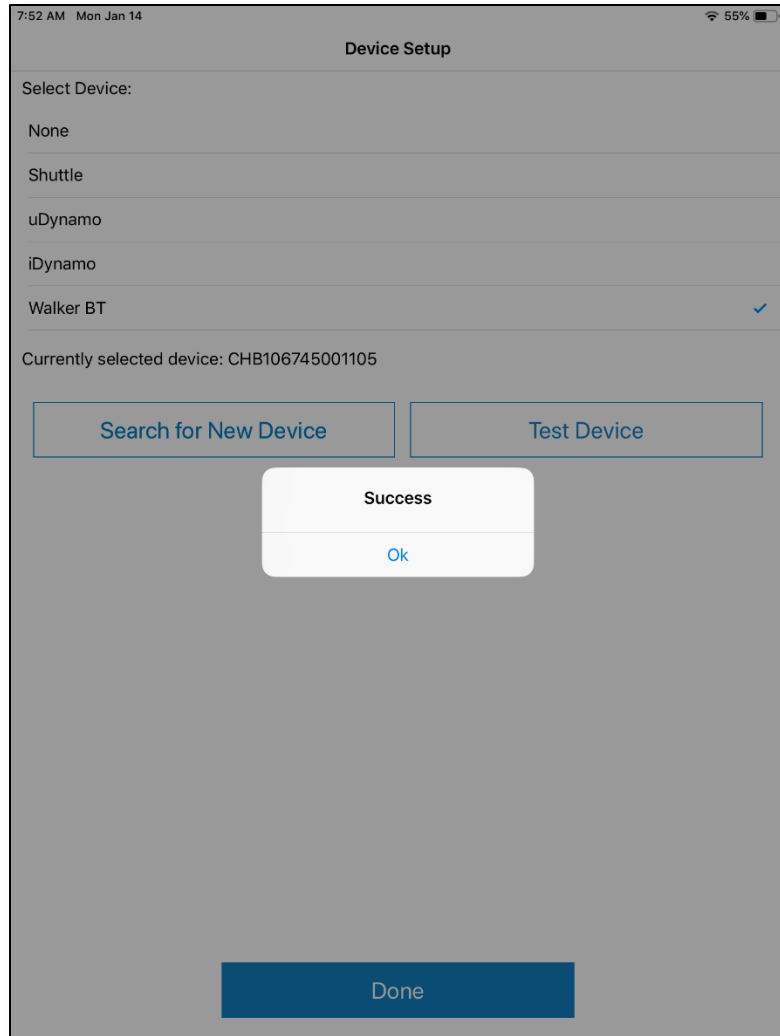 7:52 AM Mon Jan 14 55%
Device Setup
Select Device:
None
Shuttle
uDynamo
iDynamo
Walker BT
Currently selected device: CHB106745001105
Search for New Device Test Device
Success
Ok
Done